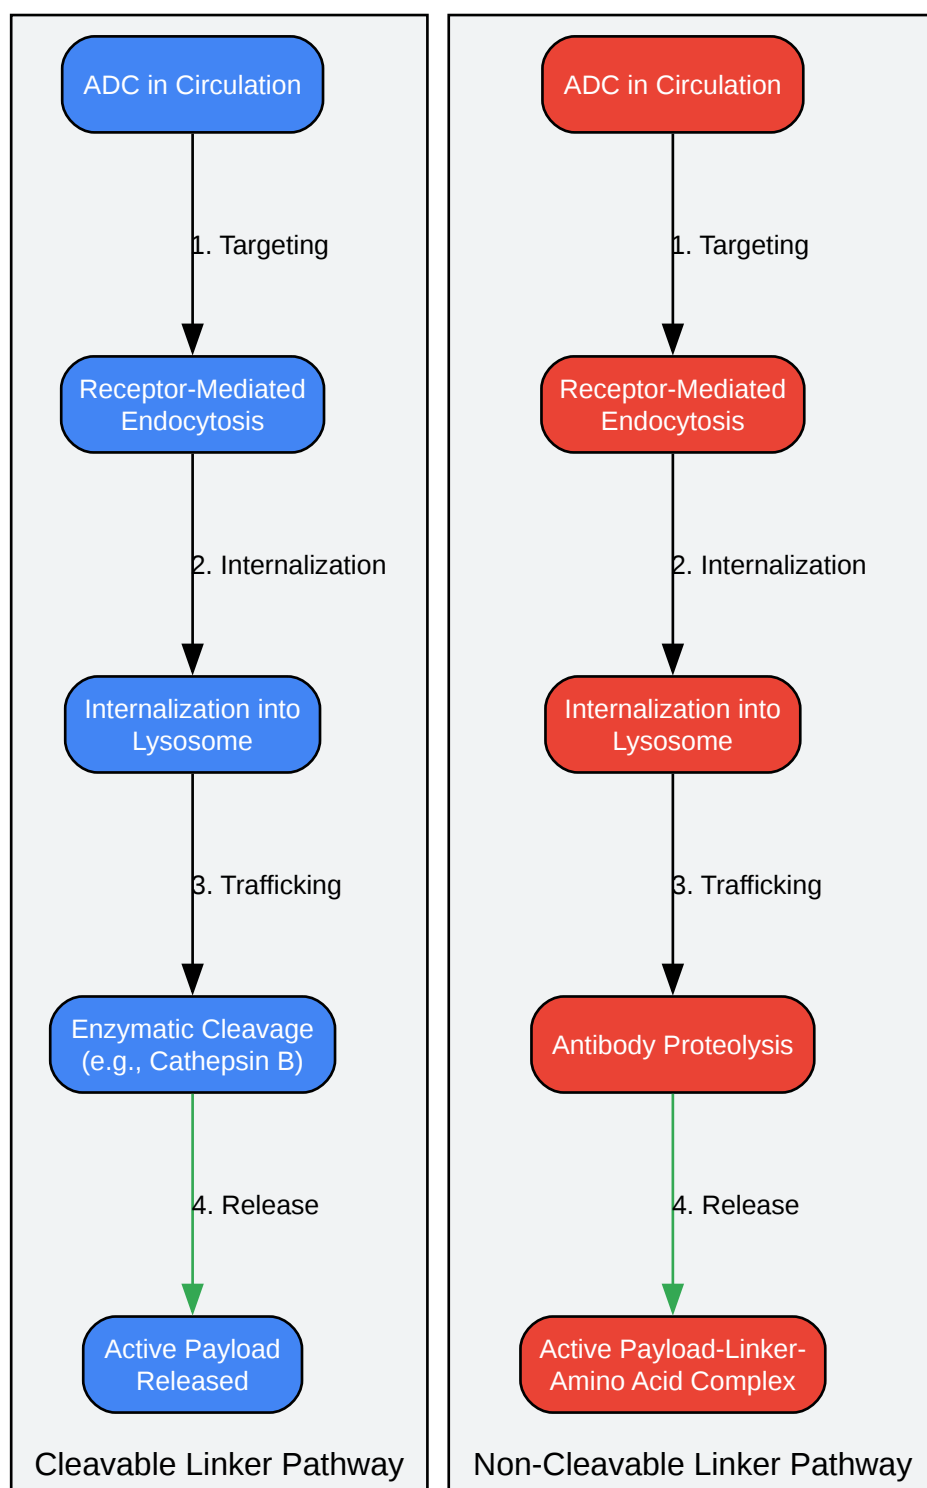 ADC in Circulation
1. Targeting
Receptor-Mediated
Endocytosis
2. Internalization
Internalization into
Lysosome
3. Trafficking
Enzymatic Cleavage
(e.g., Cathepsin B)
4. Release
Active Payload
Released
Cleavable Linker Pathway
ADC in Circulation
1. Targeting
Receptor-Mediated
Endocytosis
2. Internalization
Internalization into
Lysosome
3. Trafficking
Antibody Proteolysis
4. Release
Active Payload-Linker-
Amino Acid Complex
Non-Cleavable Linker Pathway